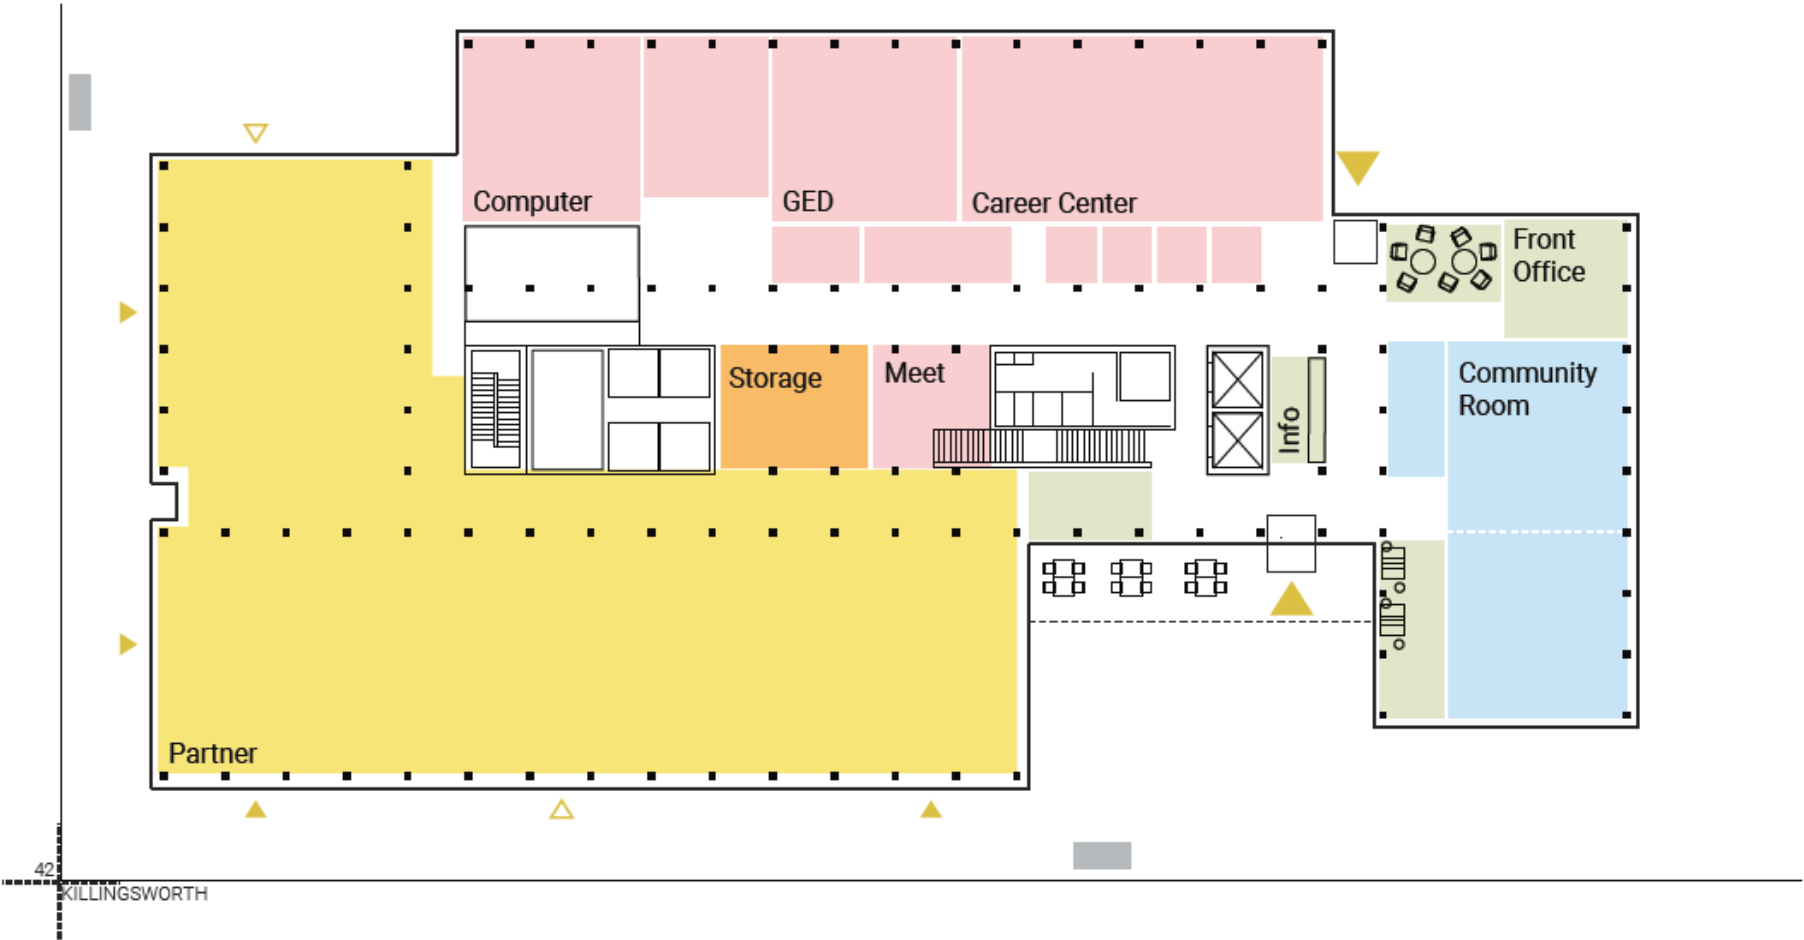 Computer
GED
Career Center
Front
Office
Storage
Meet
Info
Community
Room
Partner
42
KILLINGSWORTH